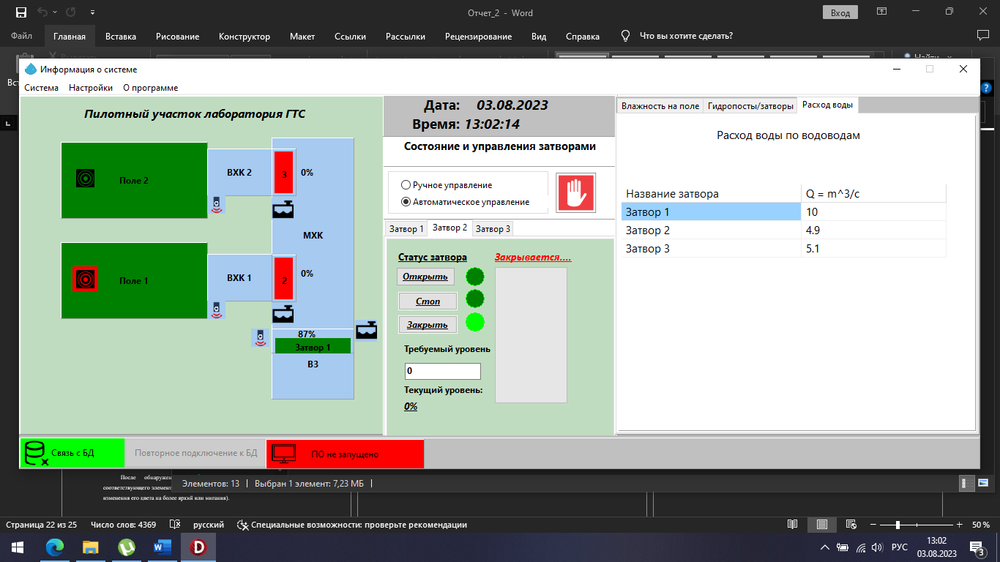 Отчет_2 - Word
Вход
Файл
Главная
Вставка
Рисование
Конструктор
Макет
Ссылки
Рассылки
Рецензирование
Вид
Справка
Что вы хотите сделать?
Вырезать
Найти
Информация о системе
Система Настройки О программе
Пилотный участок лаборатория ГТС
Поле 2
ВХК 2
3
0%
МХК
Поле 1
ВХК 1
2
0%
87%
Затвор 1
ВЗ
Дата: 03.08.2023
Время: 13:02:14
Состояние и управления затворами
Ручное управление
Автоматическое управление
Затвор 1 Затвор 2 Затвор 3
Статус затвора Закрывается....
Открыть
Стоп
Закрыть
Требуемый уровень
0
Текущий уровень:
0%
Влажность на поле Гидропосты/затворы Расход воды
Расход воды по водоводам
Название затвора Q = m^3/c
Затвор 1 10
Затвор 2 4.9
Затвор 3 5.1
Связь с БД
Повторное подключение к БД
ПО не запущено
После обнаружен
соответствующего элемент
изменения его цвета на более яркий или мигания).
Элементов: 13 Выбран 1 элемент: 7,23 МБ
Страница 22 из 25 Число слов: 4369 русский Специальные возможности: проверьте рекомендации 50 %
РУС
13:02
03.08.2023
3